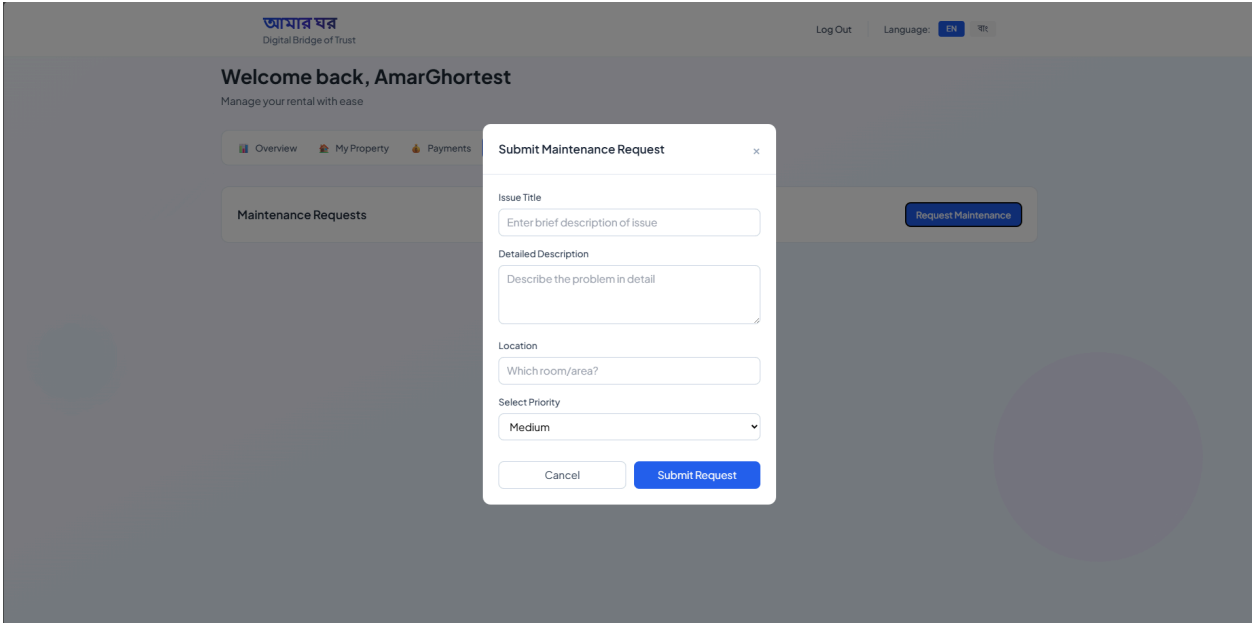 আমার ঘর
Digital Bridge of Trust
Log Out
Language:
EN
বাং
Welcome back, AmarGhortest
Manage your rental with ease
Overview
My Property
Payments
Maintenance Requests
Request Maintenance
Submit Maintenance Request
×
Issue Title
Enter brief description of issue
Detailed Description
Describe the problem in detail
Location
Which room/area?
Select Priority
Medium
Cancel
Submit Request